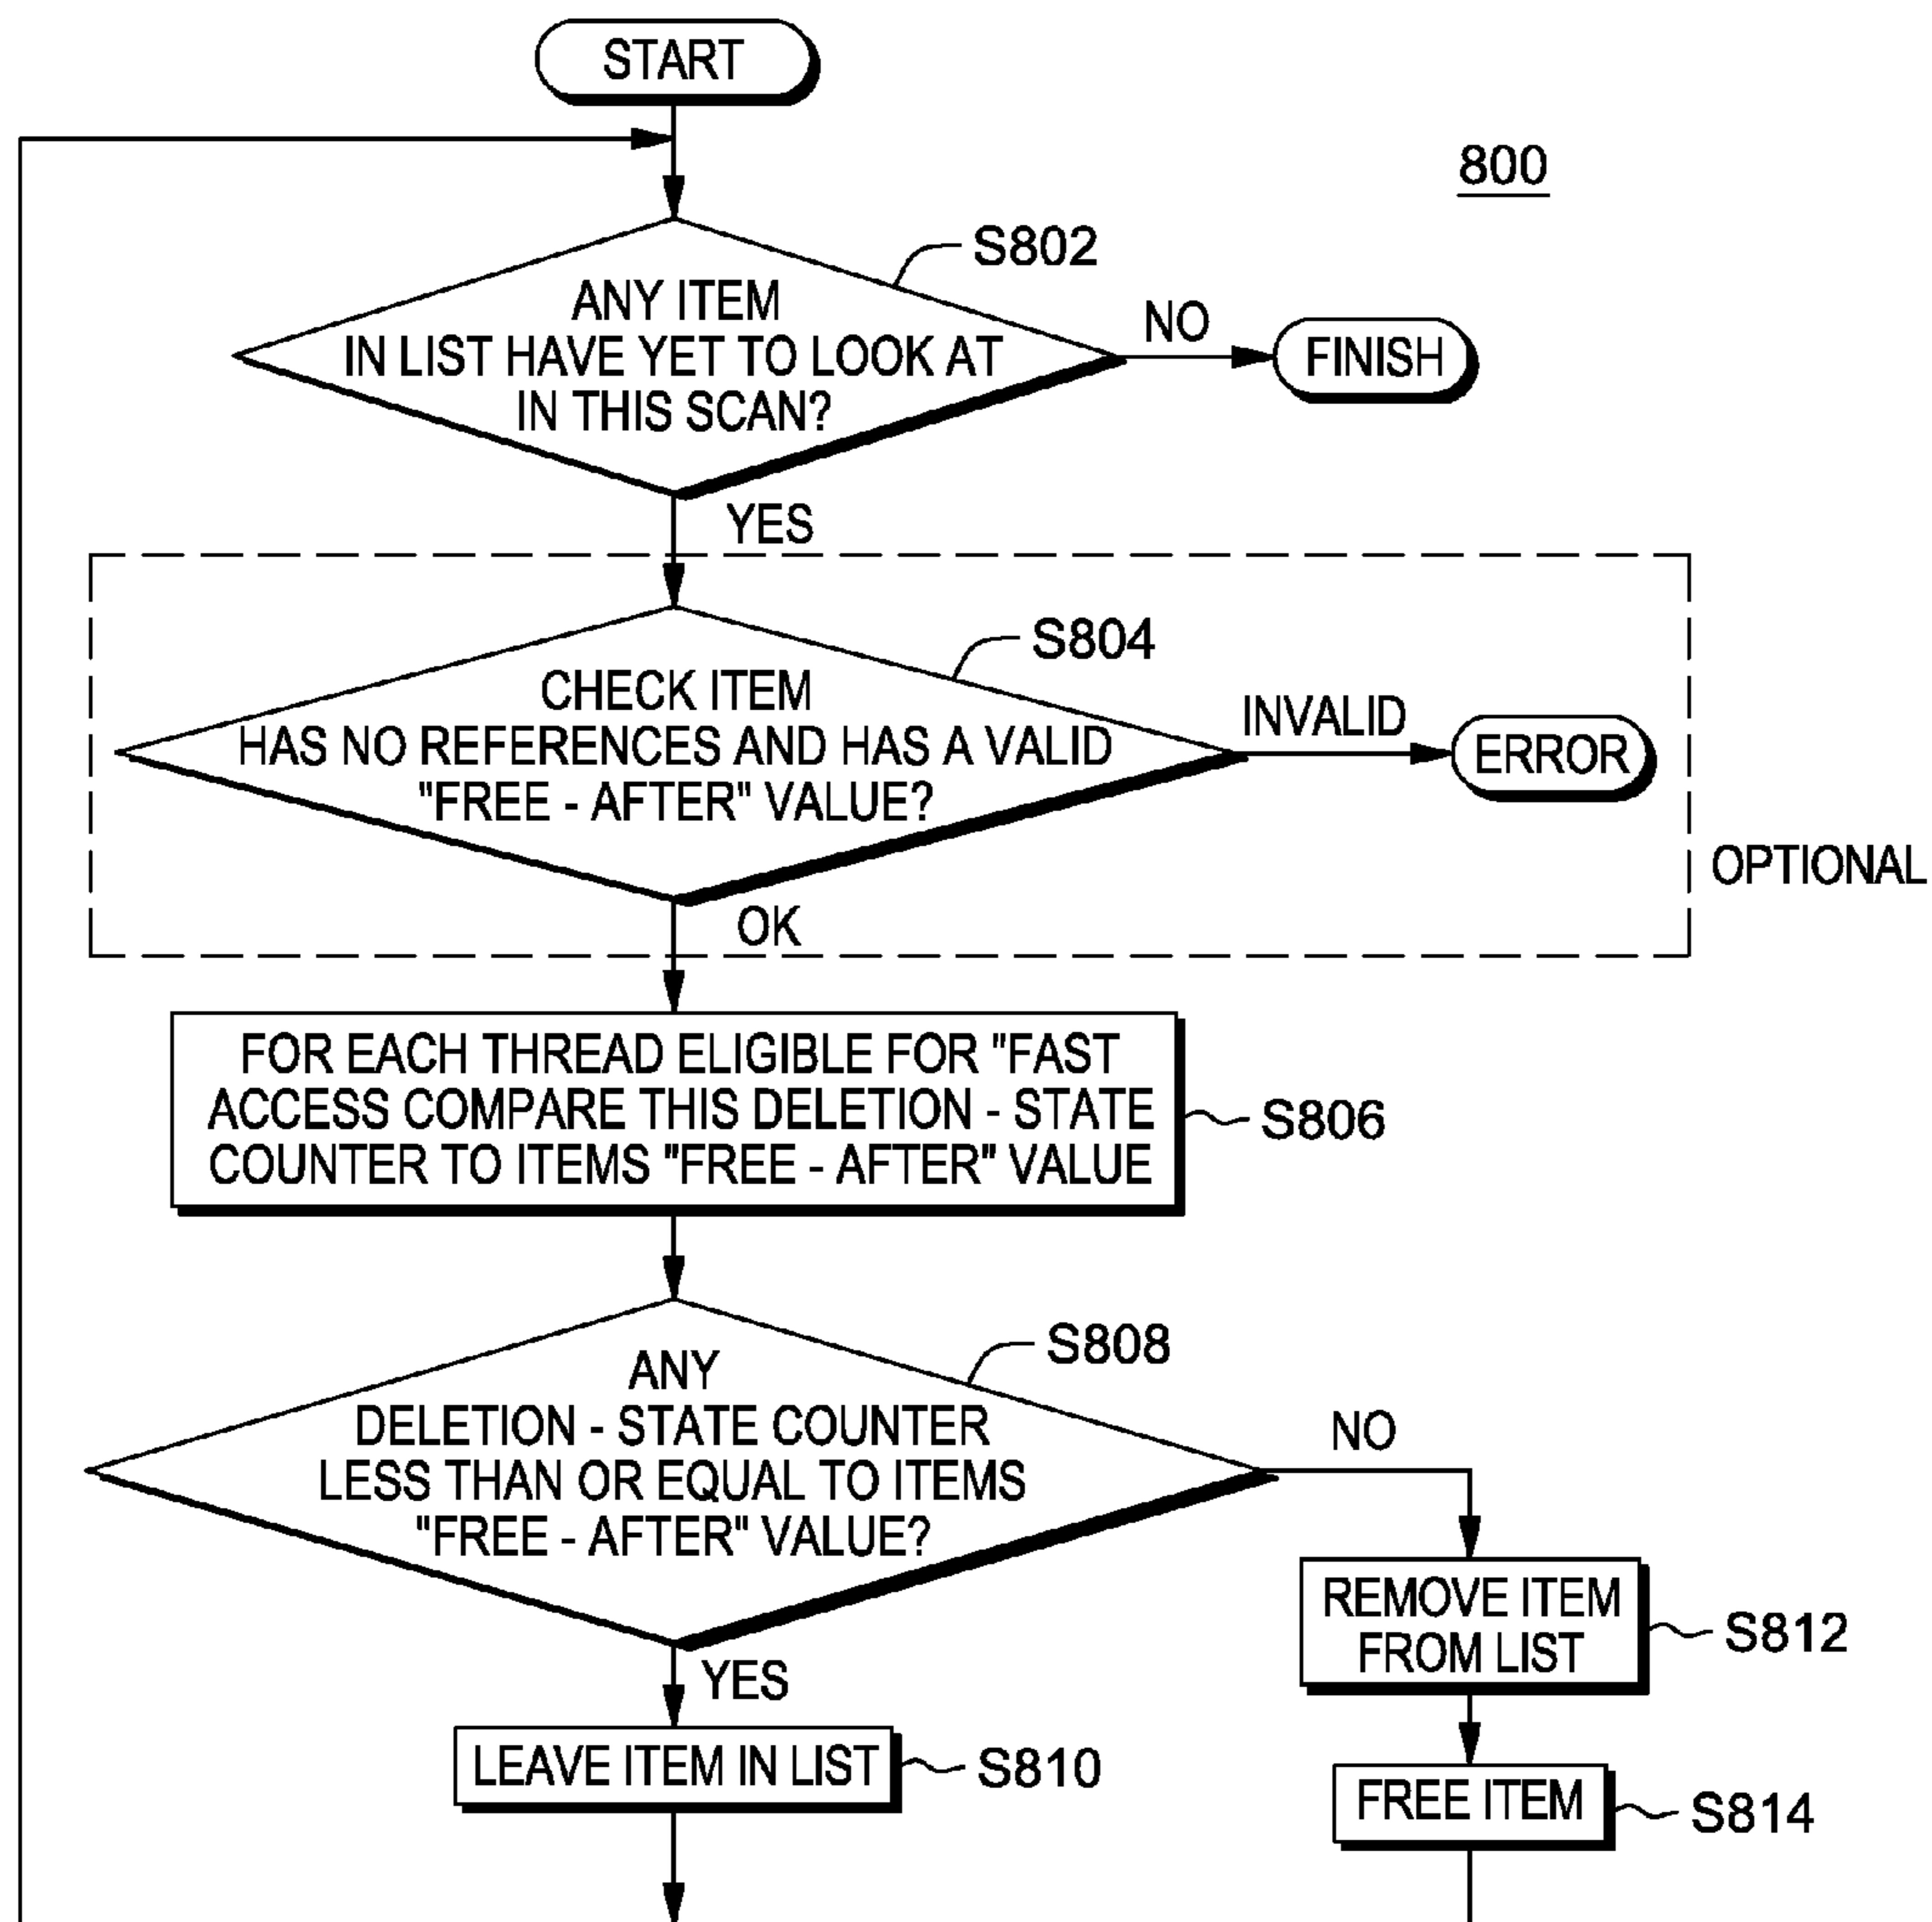 START
800
S802
ANY ITEM
IN LIST HAVE YET TO LOOK AT
IN THIS SCAN?
NO
FINISH
YES
S804
CHECK ITEM
HAS NO REFERENCES AND HAS A VALID
"FREE - AFTER" VALUE?
INVALID
ERROR
OPTIONAL
OK
FOR EACH THREAD ELIGIBLE FOR "FAST
ACCESS COMPARE THIS DELETION - STATE
COUNTER TO ITEMS "FREE - AFTER" VALUE
S806
S808
ANY
DELETION - STATE COUNTER
LESS THAN OR EQUAL TO ITEMS
"FREE - AFTER" VALUE?
NO
REMOVE ITEM
FROM LIST
S812
YES
LEAVE ITEM IN LIST
S810
FREE ITEM
S814